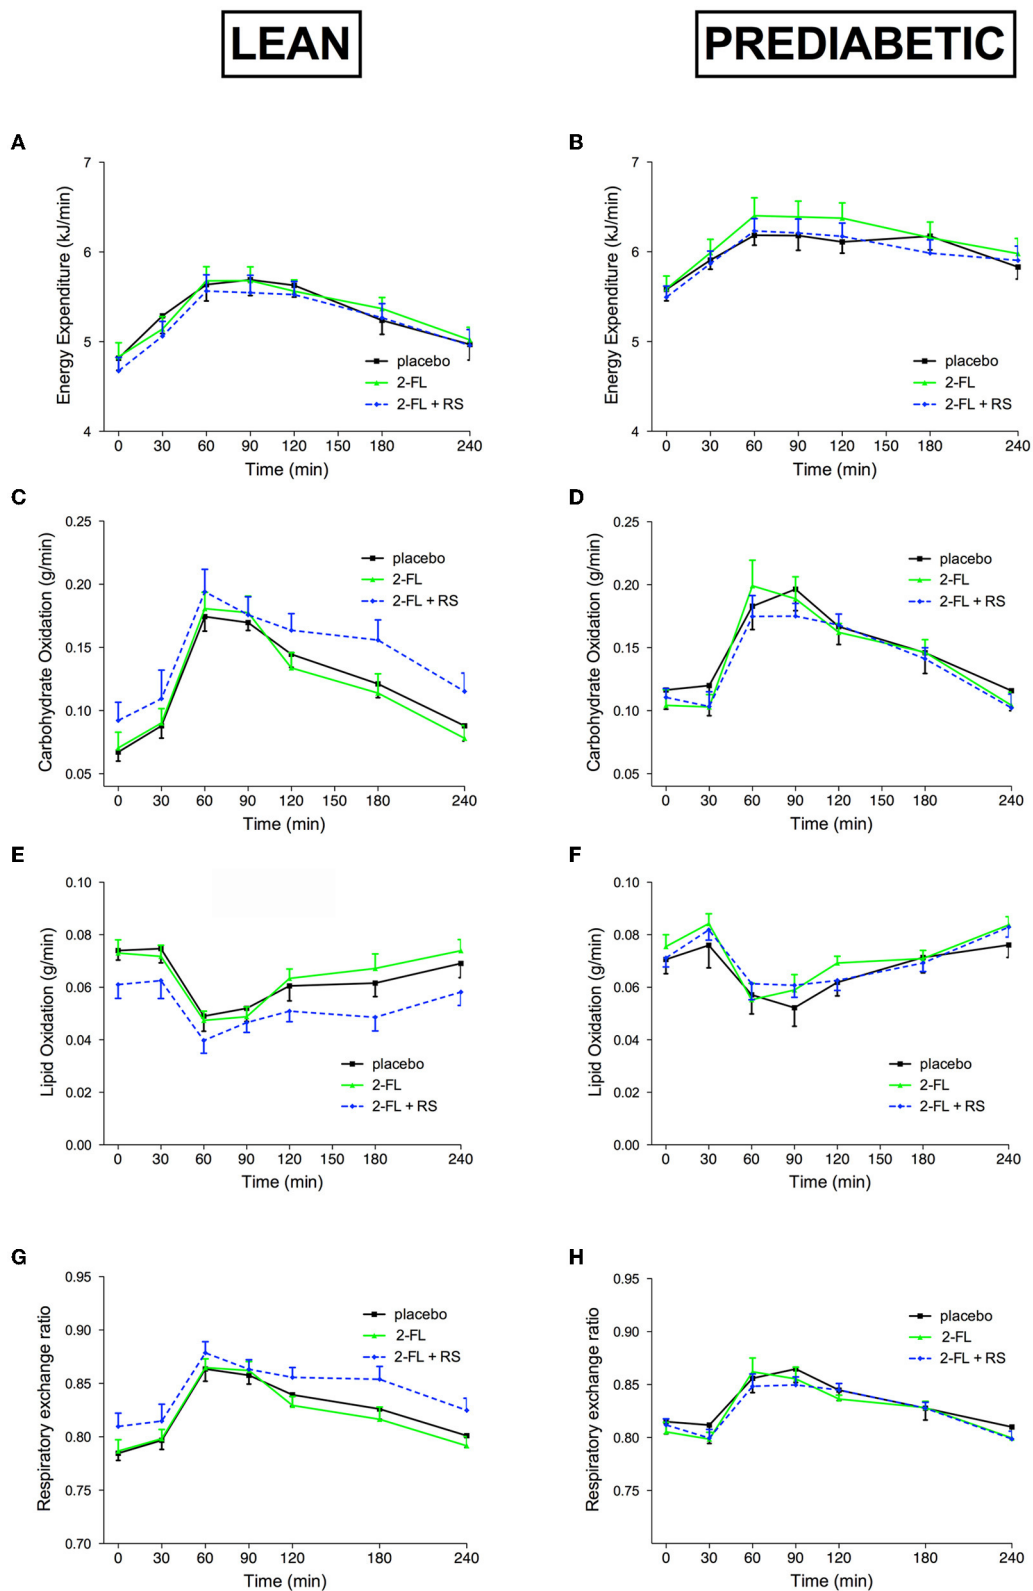 LEAN
PREDIABETIC
A
7
6
5
4
Energy Expenditure (kJ/min)
placebo
2-FL
2-FL + RS
0 30 60 90 120 150 180 240
Time (min)
B
7
6
5
4
Energy Expenditure (kJ/min)
placebo
2-FL
2-FL + RS
0 30 60 90 120 150 180 240
Time (min)
C
0.25
0.20
0.15
0.10
0.05
Carbohydrate Oxidation (g/min)
placebo
2-FL
2-FL + RS
0 30 60 90 120 150 180 240
Time (min)
D
0.25
0.20
0.15
0.10
0.05
Carbohydrate Oxidation (g/min)
placebo
2-FL
2-FL + RS
0 30 60 90 120 150 180 240
Time (min)
E
0.10
0.08
0.06
0.04
0.02
0.00
Lipid Oxidation (g/min)
placebo
2-FL
2-FL + RS
0 30 60 90 120 150 180 240
Time (min)
F
0.10
0.08
0.06
0.04
0.02
0.00
Lipid Oxidation (g/min)
placebo
2-FL
2-FL + RS
0 30 60 90 120 150 180 240
Time (min)
G
0.95
0.90
0.85
0.80
0.75
0.70
Respiratory exchange ratio
placebo
2-FL
2-FL + RS
0 30 60 90 120 150 180 240
Time (min)
H
0.95
0.90
0.85
0.80
0.75
Respiratory exchange ratio
placebo
2-FL
2-FL + RS
0 30 60 90 120 150 180 240
Time (min)